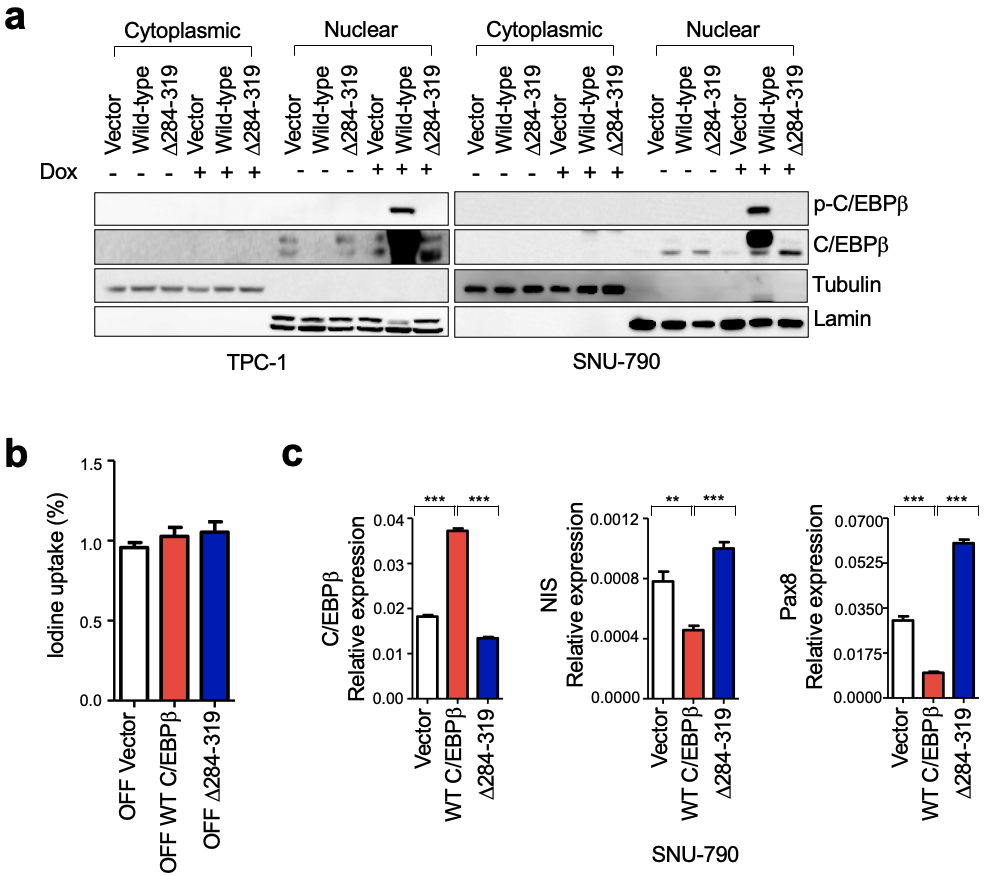 a
Cytoplasmic Nuclear Cytoplasmic Nuclear
Vector Wild-type Δ284-319 Vector Wild-type Δ284-319 Vector Wild-type Δ284-319 Vector Wild-type Δ284-319 Vector Wild-type Δ284-319 Vector Wild-type Δ284-319 Vector Wild-type Δ284-319 Vector Wild-type Δ284-319
Dox - - - + + + - - - + + + - - - + + + - - - + + +
p-C/EBPβ
C/EBPβ
Tubulin
Lamin
TPC-1 SNU-790
b
Iodine uptake (%)
1.5
1.0
0.5
0.0
OFF Vector
OFF WT C/EBPβ
OFF Δ284-319
c
C/EBPβ
Relative expression
*** ***
0.04
0.03
0.02
0.01
0.00
Vector
WT C/EBPβ
Δ284-319
NIS
Relative expression
** ***
0.0012
0.0008
0.0004
0.0000
Vector
WT C/EBPβ
Δ284-319
Pax8
Relative expression
*** ***
0.0700
0.0525
0.0350
0.0175
0.0000
Vector
WT C/EBPβ
Δ284-319
SNU-790